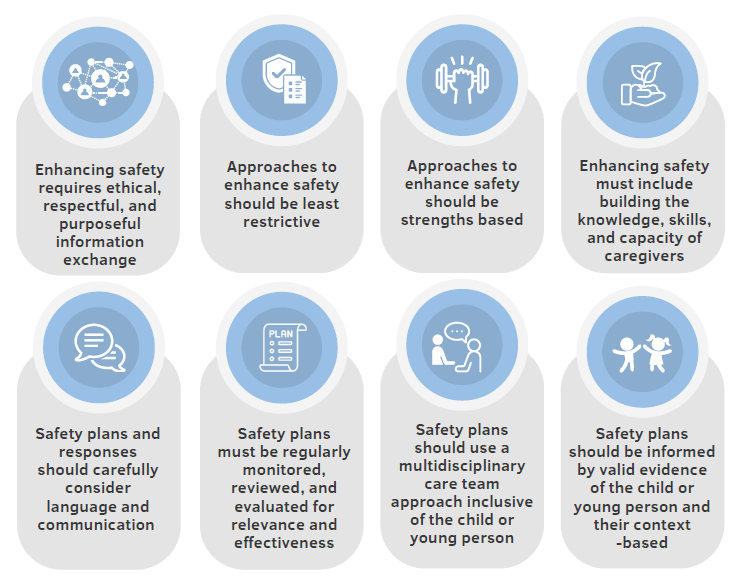 Enhancing safety
requires ethical,
respectful, and
purposeful
information
exchange
Approaches to
enhance safety
should be least
restrictive
Approaches to
enhance safety
should be
strengths based
Enhancing safety
must include
building the
knowledge, skills,
and capacity of
caregivers
Safety plans and
responses
should carefully
consider
language and
communication
PLAN
Safety plans
must be regularly
monitored,
reviewed, and
evaluated for
relevance and
effectiveness
Safety plans
should use a
multidisciplinary
care team
approach inclusive
of the child or
young person
Safety plans
should be informed
by valid evidence
of the child or
young person and
their context
-based